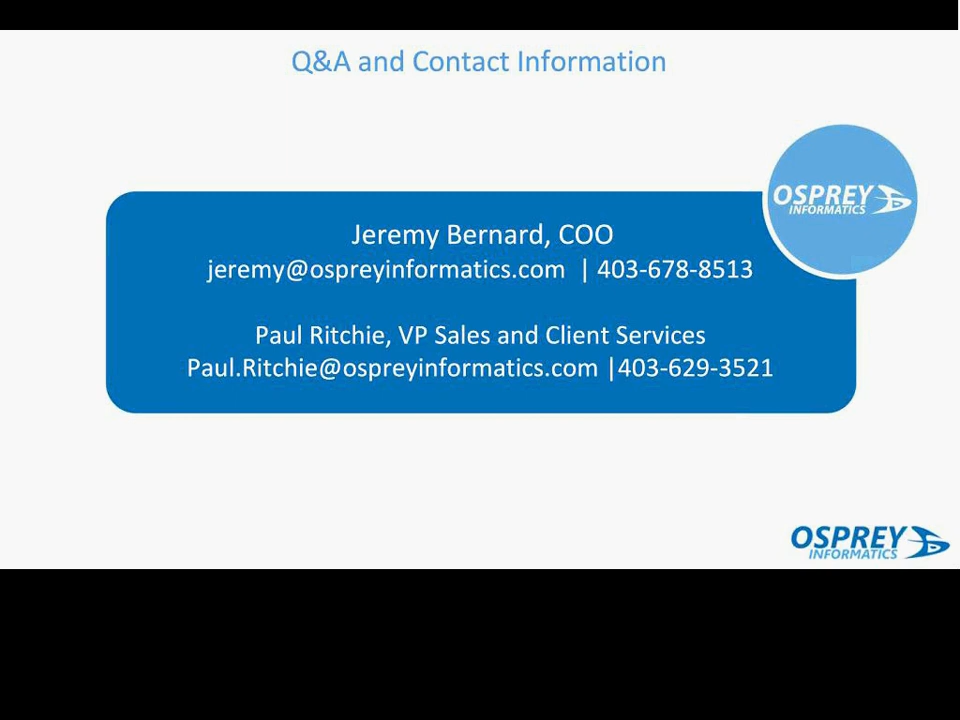 Q&A and Contact Information
OSPREY
INFORMATICS
Jeremy Bernard, COO
jeremy@ospreyinformatics.com | 403-678-8513
Paul Ritchie, VP Sales and Client Services
Paul.Ritchie@ospreyinformatics.com |403-629-3521
OSPREY
INFORMATICS